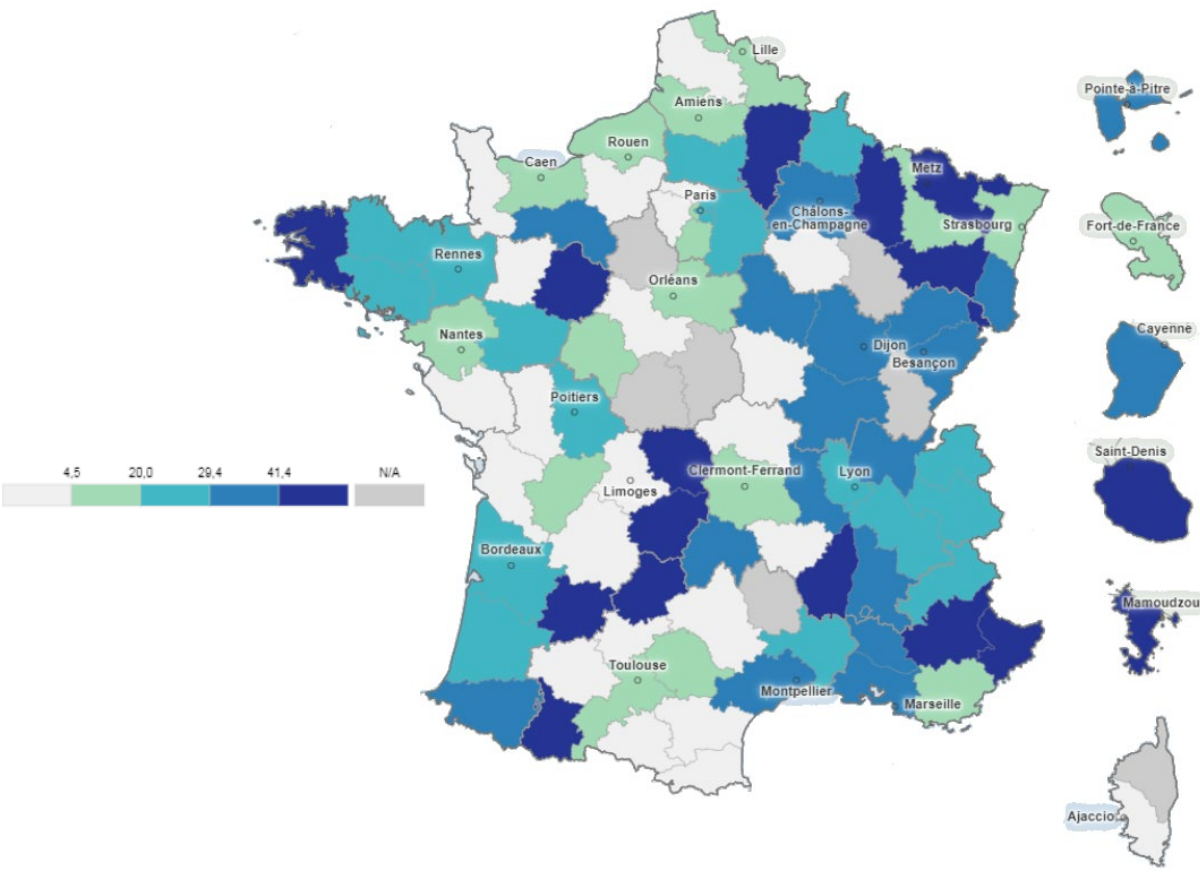 Lille
Pointe-à-Pitre
Amiens
Rouen
Caen
Metz
Paris
Châlons-
en-Champagne
Strasbourg
Fort-de-France
Rennes
Orléans
Nantes
Dijon
Besançon
Cayenne
Poitiers
Saint-Denis
4,5 20,0 29,4 41,4 N/A
Clermont-Ferrand
Lyon
Limoges
Bordeaux
Mamoudzou
Toulouse
Montpellier
Marseille
Ajaccio